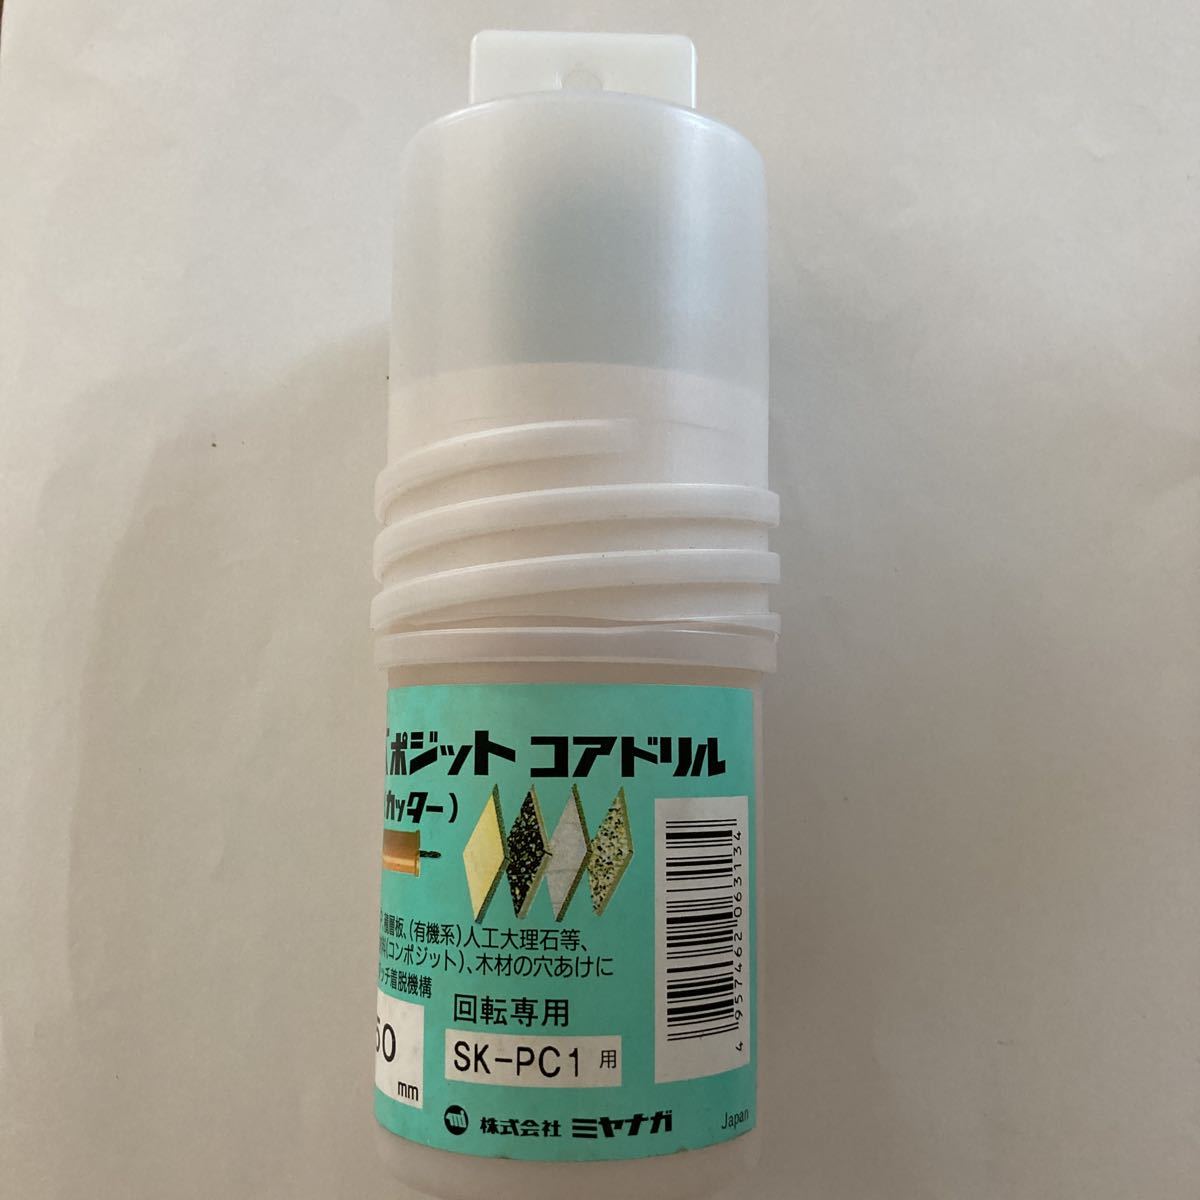 ポジット コアドリル
カッター)
積層板、(有機系)人工大理石等、
(コンポジット)、木材の穴あけに
ッチ着脱機構
回転専用
50
mm
SK-PC1 用
株式会社 ミヤナガ
Japan
4 957462 063134